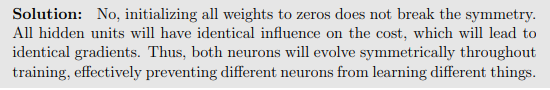 Solution: No, initializing all weights to zeros does not break the symmetry.
All hidden units will have identical influence on the cost, which will lead to
identical gradients. Thus, both neurons will evolve symmetrically throughout
training, effectively preventing different neurons from learning different things.